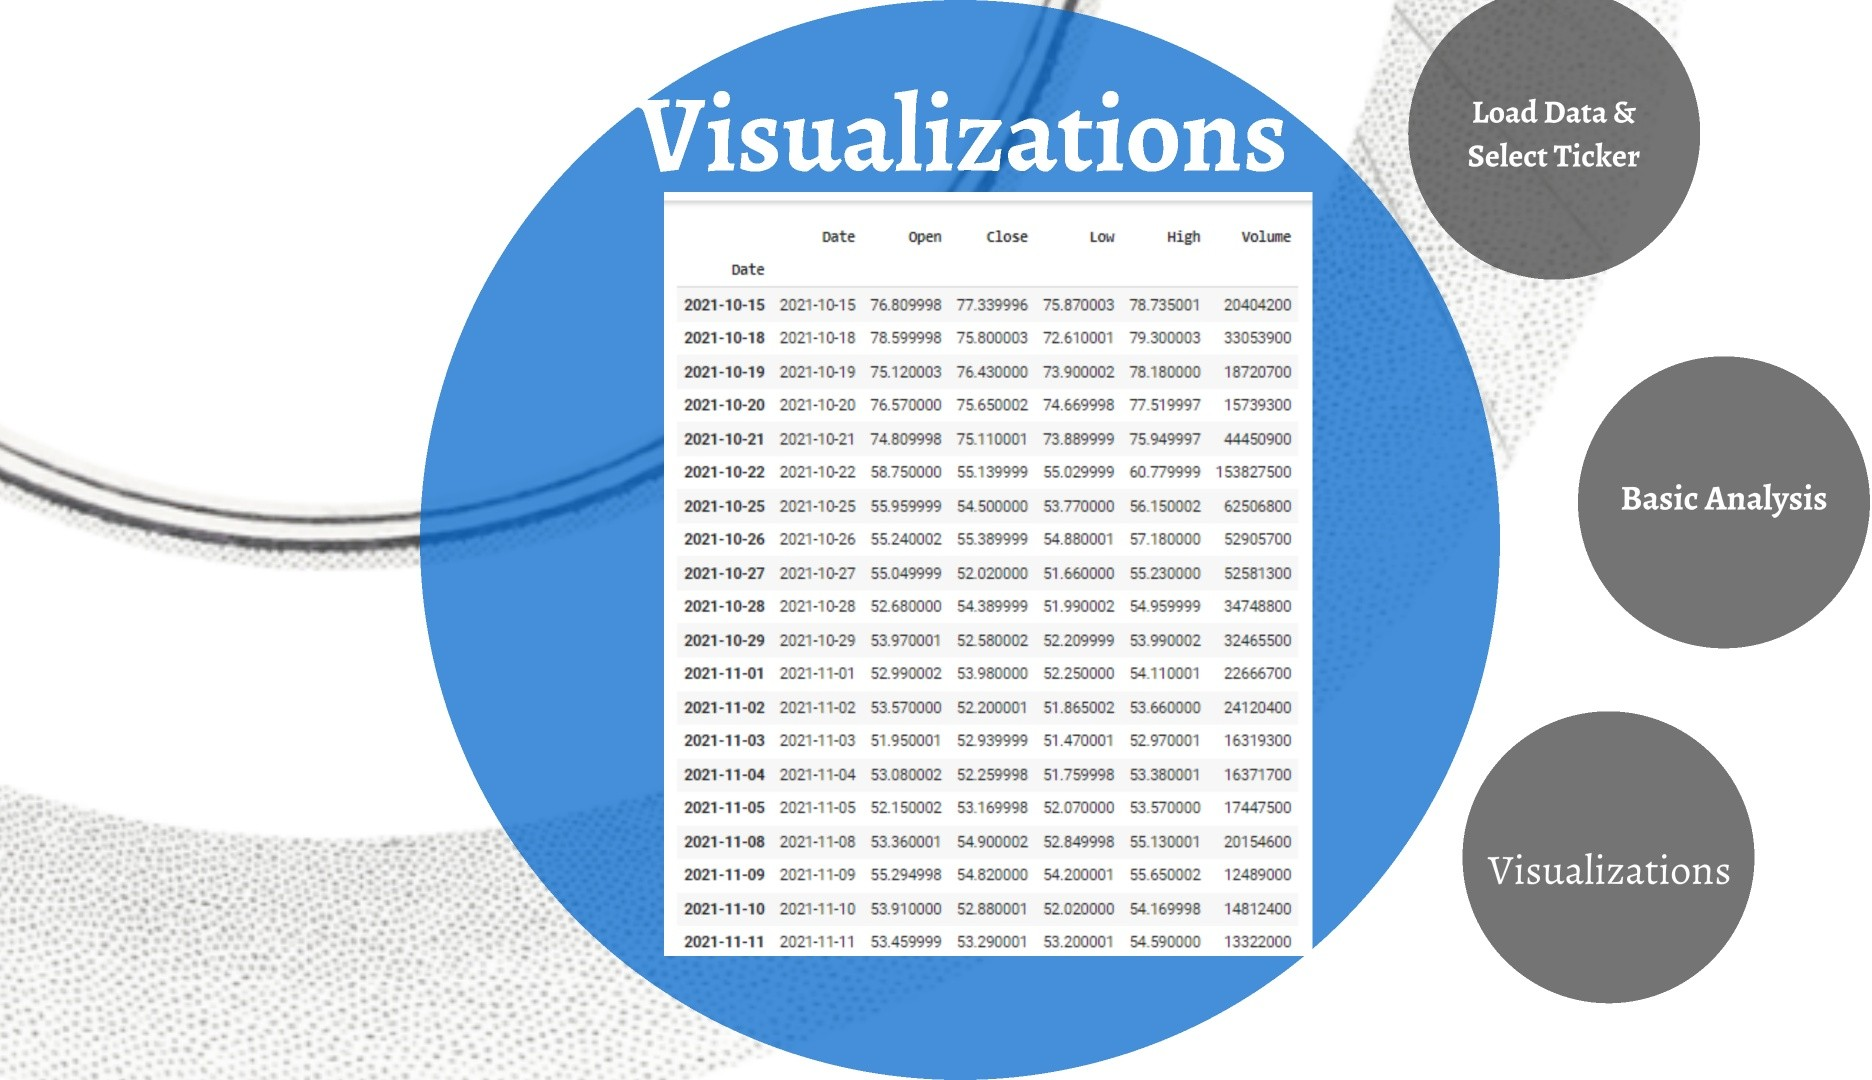 Visualizations
Date Open Close Low High Volume
Date
2021-10-15 2021-10-15 76.809998 77.339996 75.870003 78.735001 20404200
2021-10-18 2021-10-18 78.599998 75.800003 72.610001 79.300003 33053900
2021-10-19 2021-10-19 75.120003 76.430000 73.900002 78.180000 18720700
2021-10-20 2021-10-20 76.570000 75.650002 74.669998 77.519997 15739300
2021-10-21 2021-10-21 74.809998 75.110001 73.889999 75.949997 44450900
2021-10-22 2021-10-22 58.750000 55.139999 55.029999 60.779999 153827500
2021-10-25 2021-10-25 55.959999 54.500000 53.770000 56.150002 62506800
2021-10-26 2021-10-26 55.240002 55.389999 54.880001 57.180000 52905700
2021-10-27 2021-10-27 55.049999 52.020000 51.660000 55.230000 52581300
2021-10-28 2021-10-28 52.680000 54.389999 51.990002 54.959999 34748800
2021-10-29 2021-10-29 53.970001 52.580002 52.209999 53.990002 32465500
2021-11-01 2021-11-01 52.990002 53.980000 52.250000 54.110001 22666700
2021-11-02 2021-11-02 53.570000 52.200001 51.865002 53.660000 24120400
2021-11-03 2021-11-03 51.950001 52.939999 51.470001 52.970001 16319300
2021-11-04 2021-11-04 53.080002 52.259998 51.759998 53.380001 16371700
2021-11-05 2021-11-05 52.150002 53.169998 52.070000 53.570000 17447500
2021-11-08 2021-11-08 53.360001 54.900002 52.849998 55.130001 20154600
2021-11-09 2021-11-09 55.294998 54.820000 54.200001 55.650002 12489000
2021-11-10 2021-11-10 53.910000 52.880001 52.020000 54.169998 14812400
2021-11-11 2021-11-11 53.459999 53.290001 53.200001 54.590000 13322000
Load Data &
Select Ticker
Basic Analysis
Visualizations